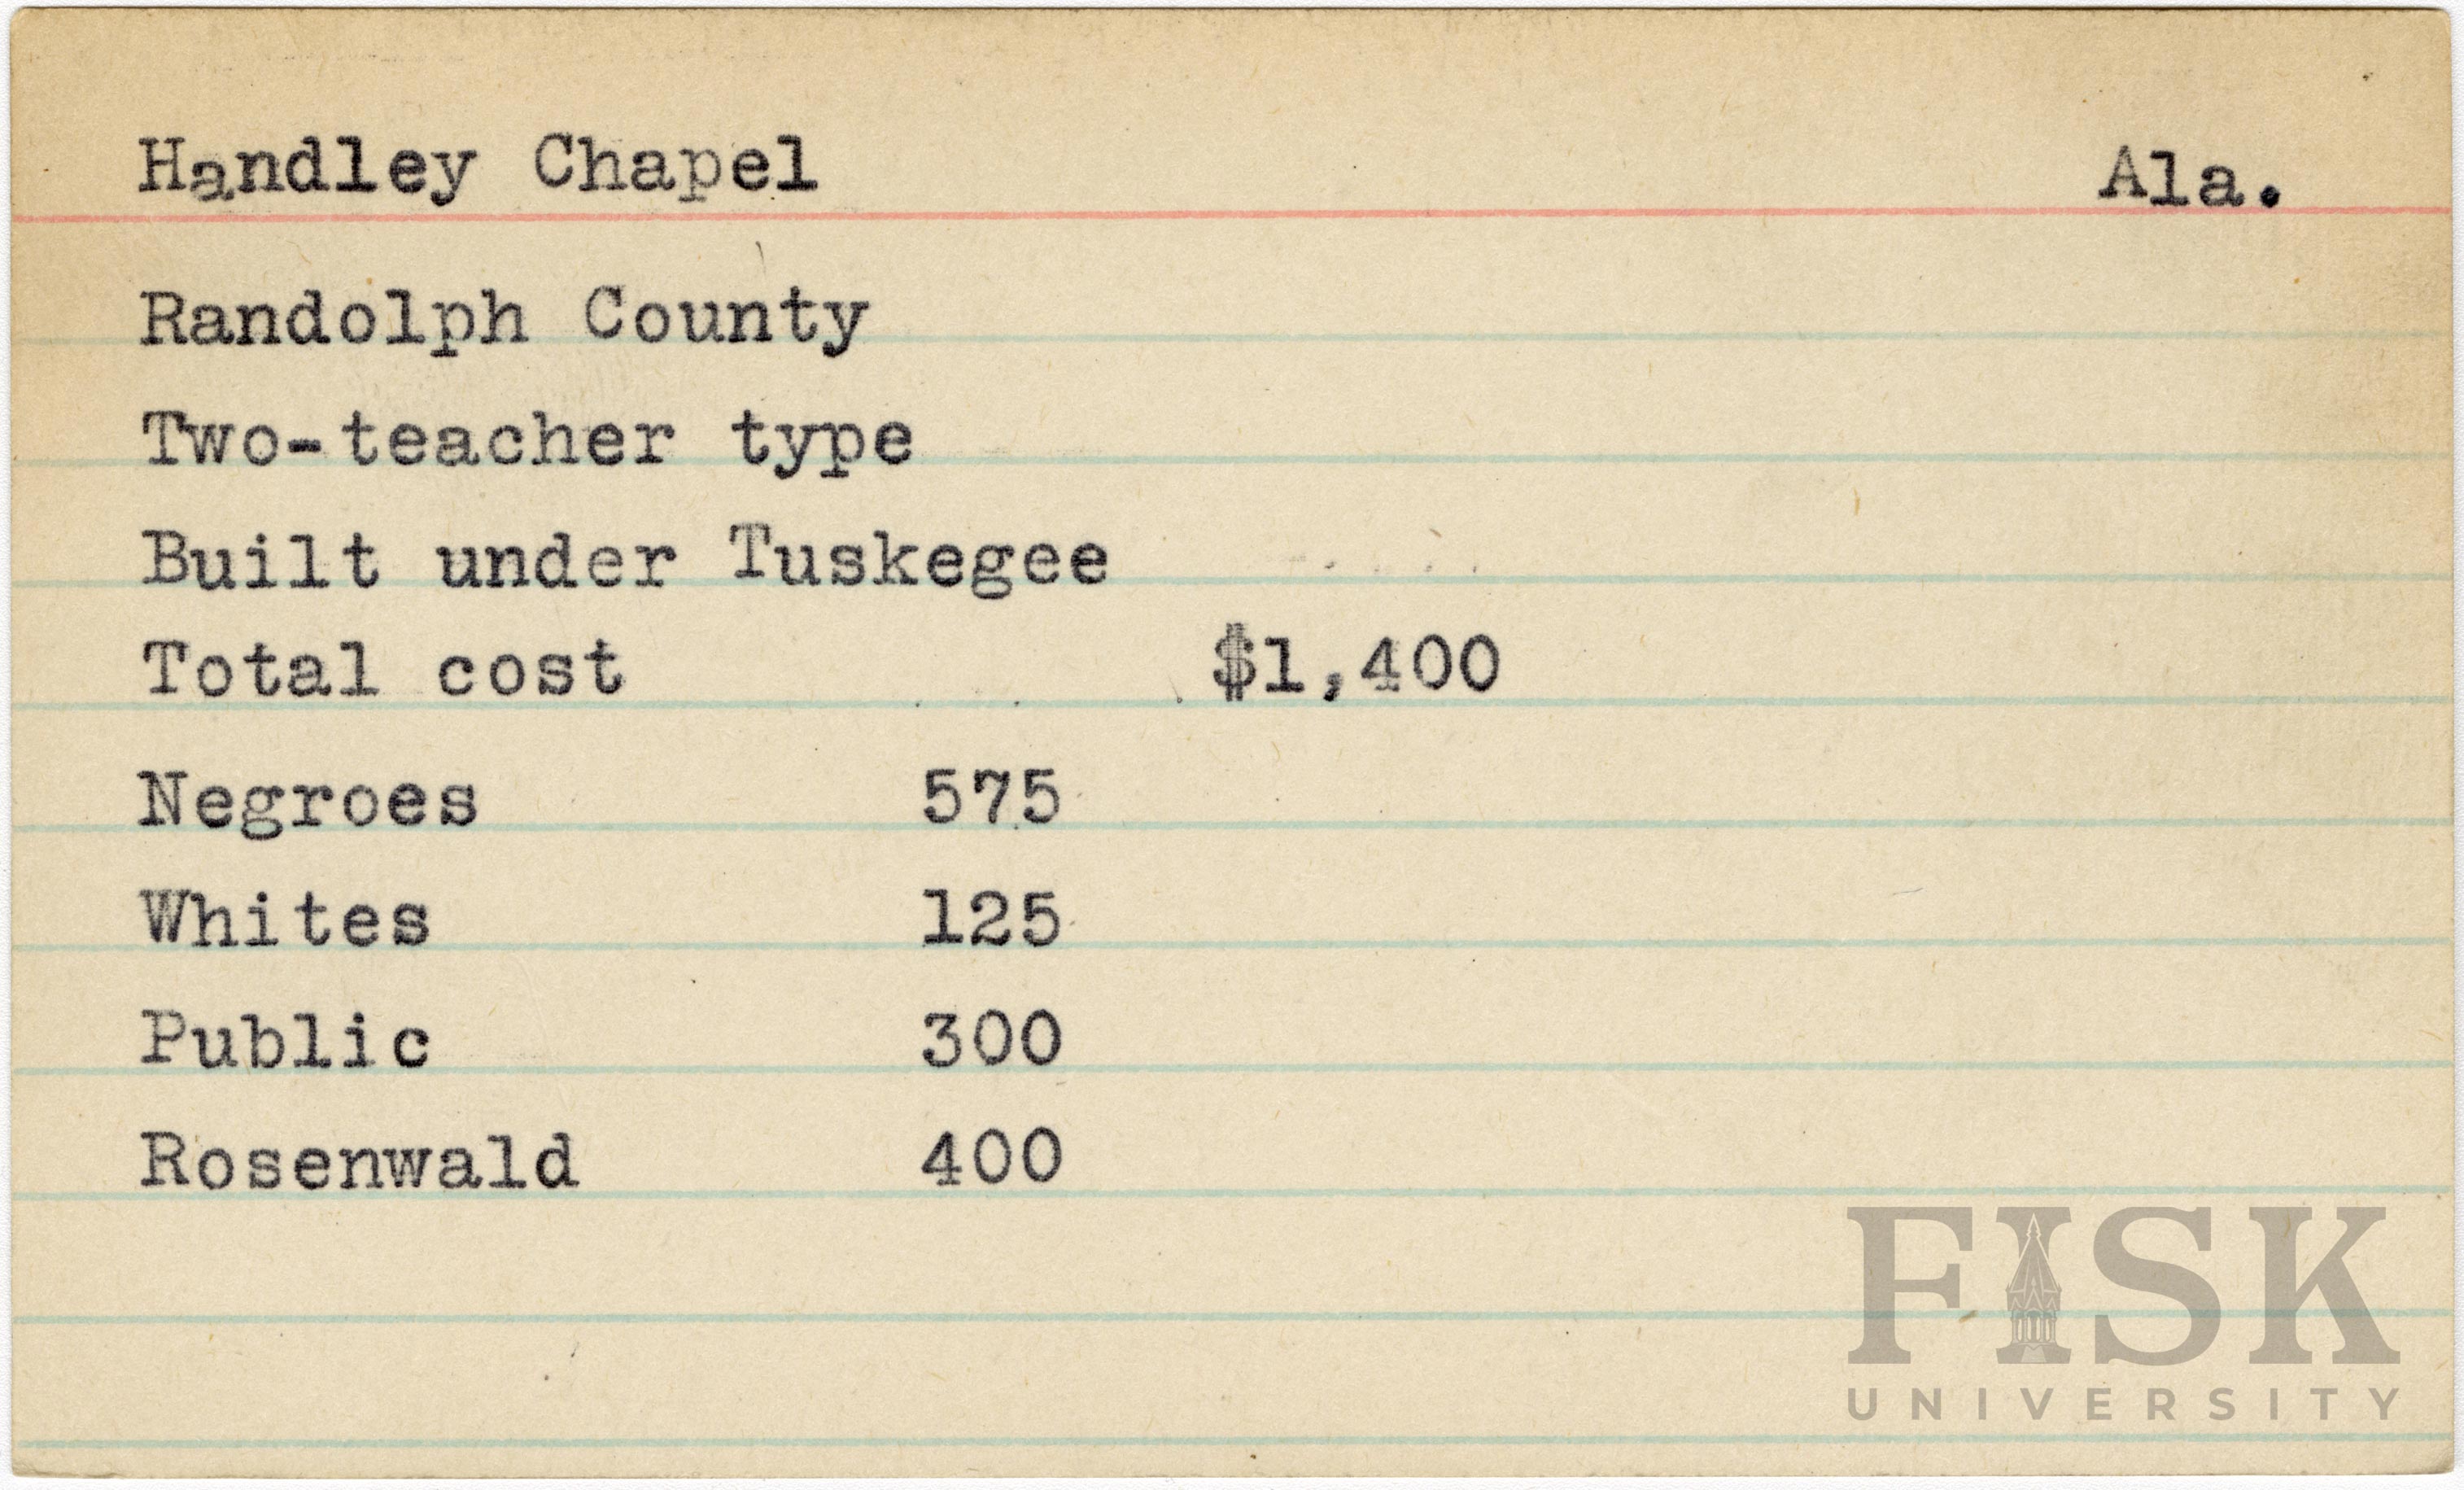 Handley Chapel Ala.
Randolph County
Two-teacher type
Built under Tuskegee
Total cost $1,400
Negroes 575
Whites 125
Public 300
Rosenwald 400
FISK
UNIVERSITY